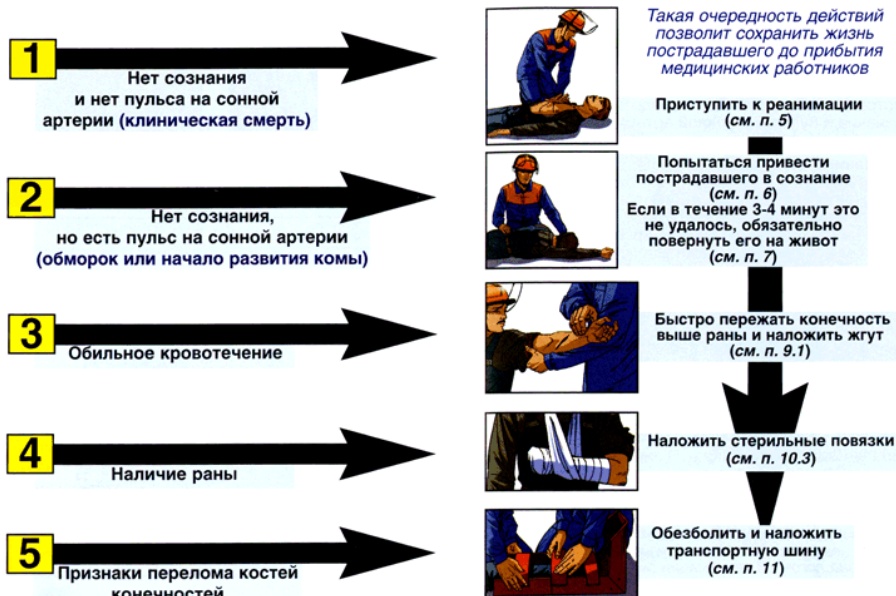 Такая очередность действий
позволит сохранить жизнь
пострадавшего до прибытия
медицинских работников
1
Нет сознания
и нет пульса на сонной
артерии (клиническая смерть)
Приступить к реанимации
(см. п. 5)
2
Нет сознания,
но есть пульс на сонной артерии
(обморок или начало развития комы)
Попытаться привести
пострадавшего в сознание
(см. п. 6)
Если в течение 3-4 минут это
не удалось, обязательно
повернуть его на живот
(см. п. 7)
3
Обильное кровотечение
Быстро пережать конечность
выше раны и наложить жгут
(см. п. 9.1)
4
Наличие раны
Наложить стерильные повязки
(см. п. 10.3)
5
Признаки перелома костей
конечностей
Обезболить и наложить
транспортную шину
(см. п. 11)